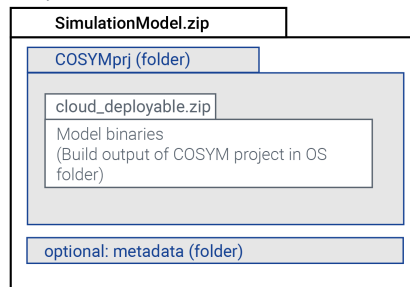 SimulationModel.zip
COSYMprj (folder)
cloud_deployable.zip
Model binaries
(Build output of COSYM project in OS
folder)
optional: metadata (folder)